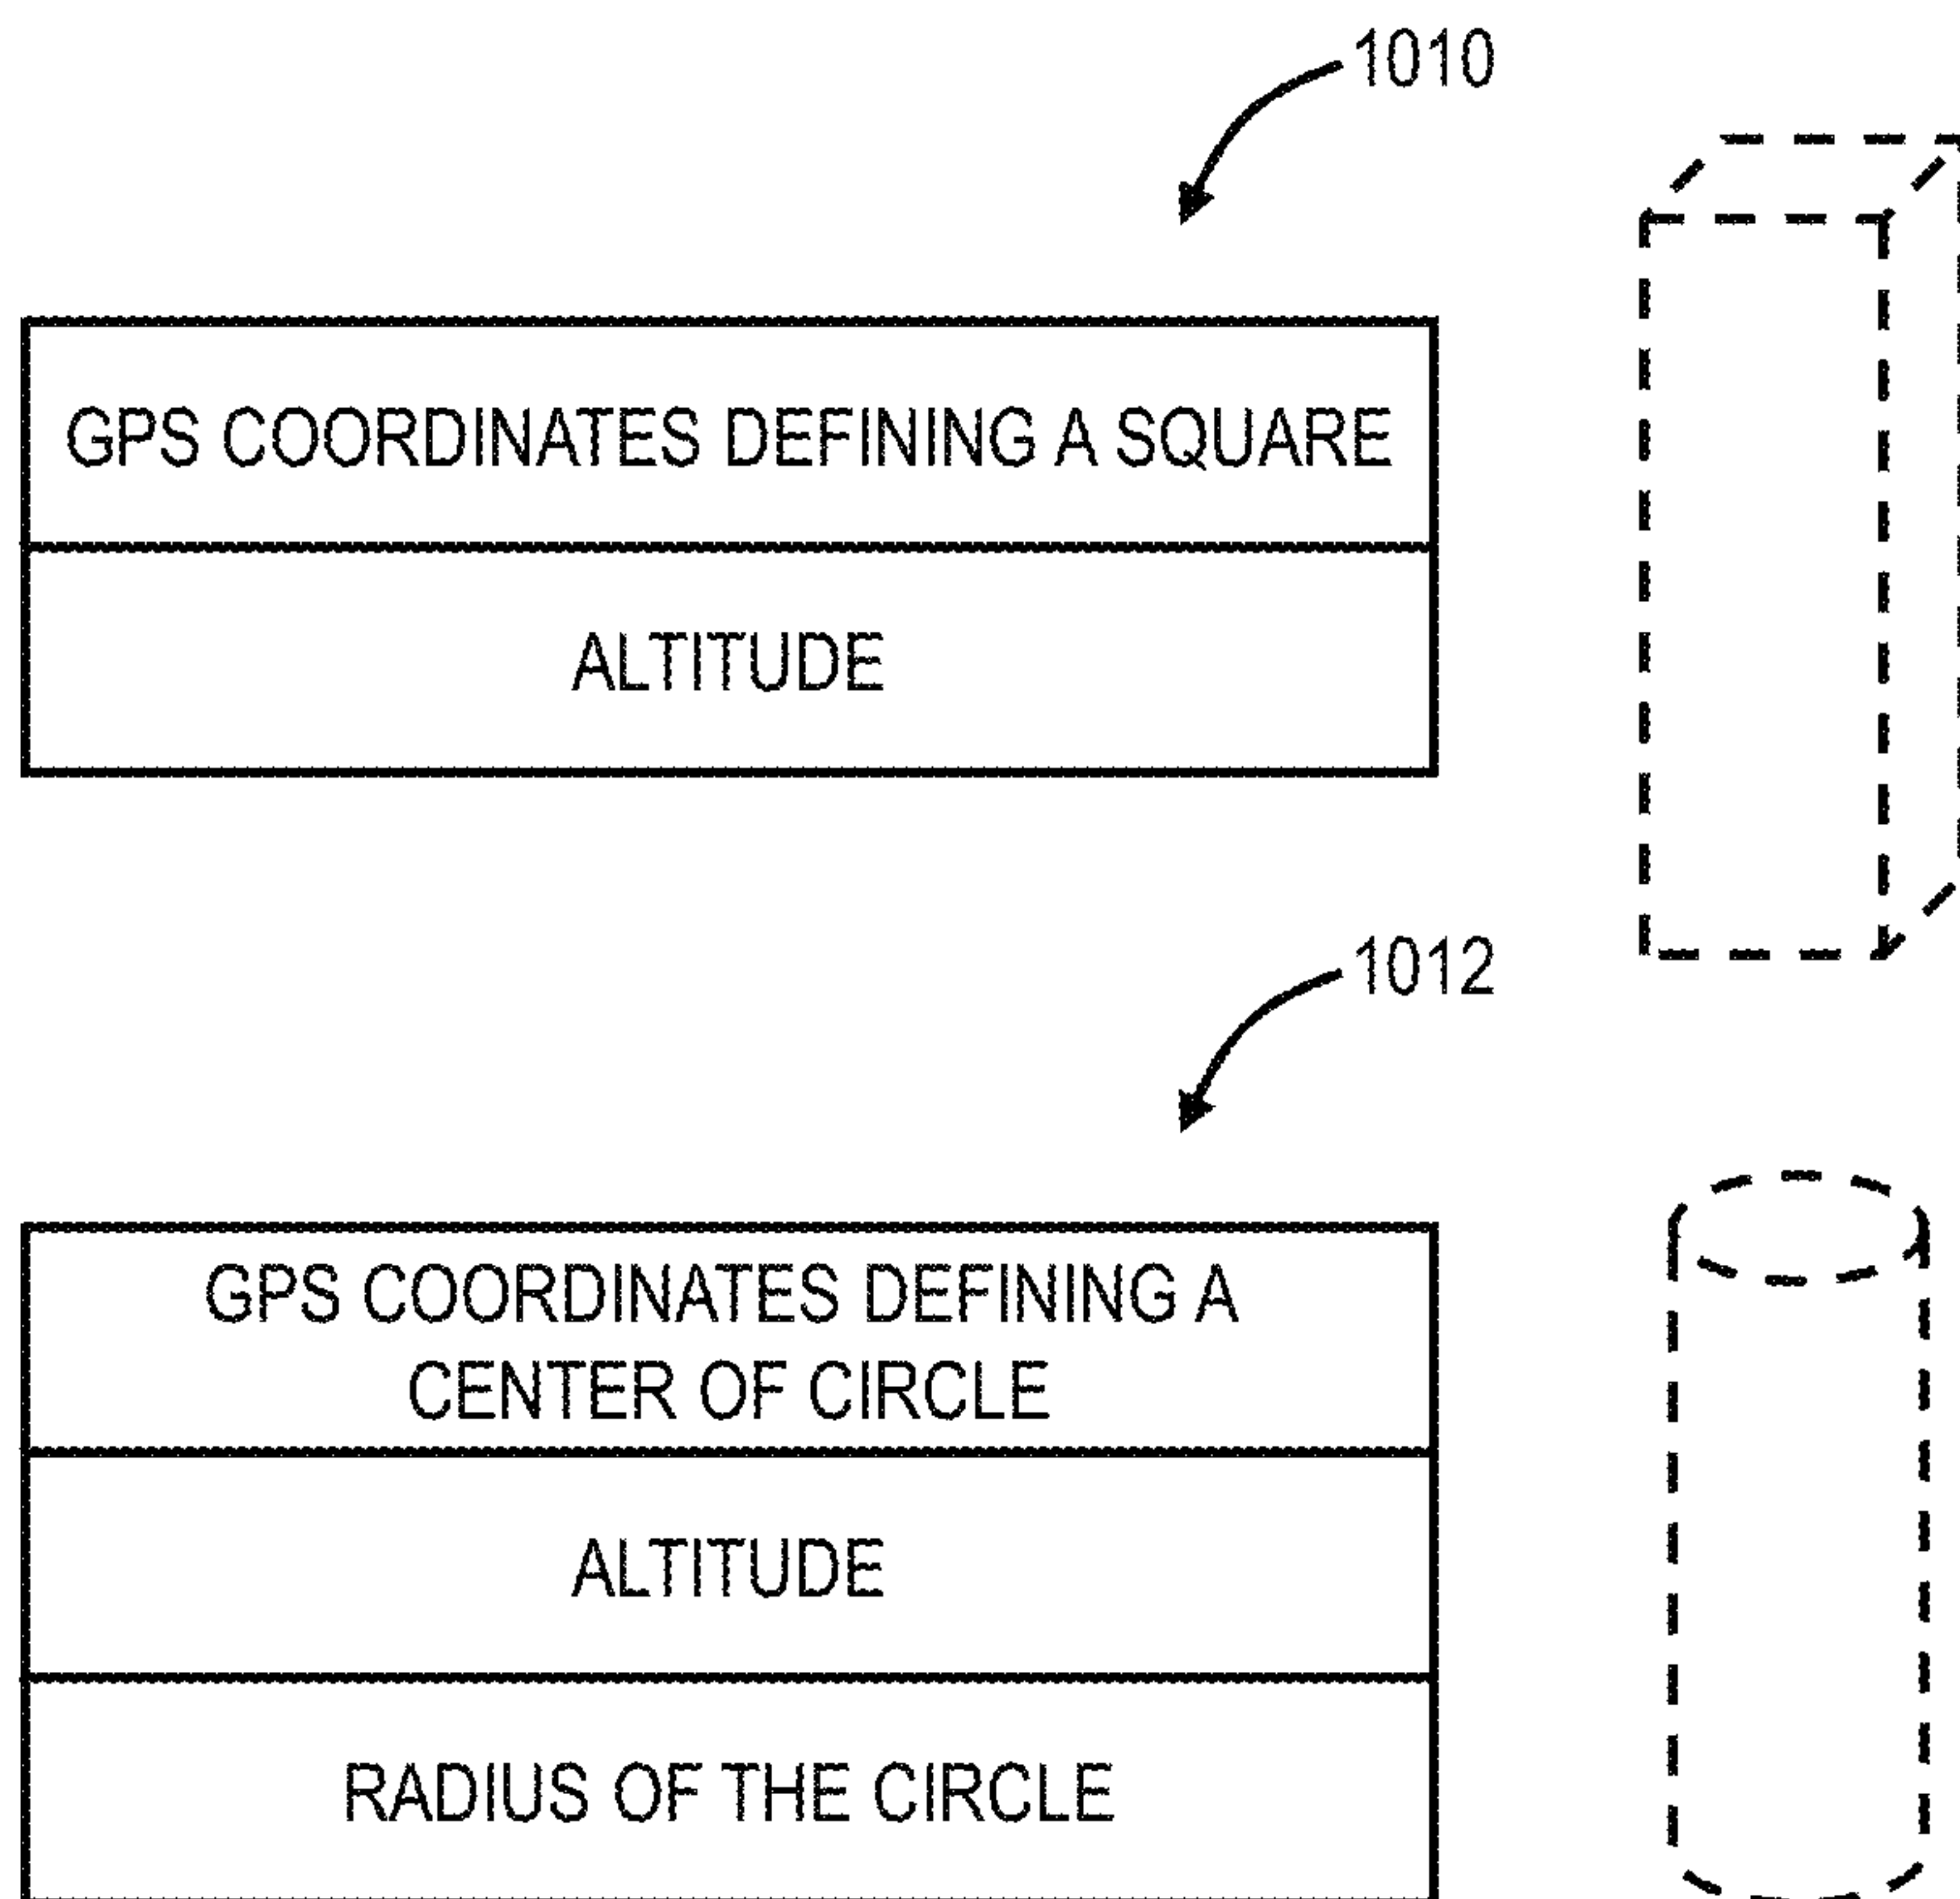 1010
GPS COORDINATES DEFINING A SQUARE
ALTITUDE
1012
GPS COORDINATES DEFINING A
CENTER OF CIRCLE
ALTITUDE
RADIUS OF THE CIRCLE